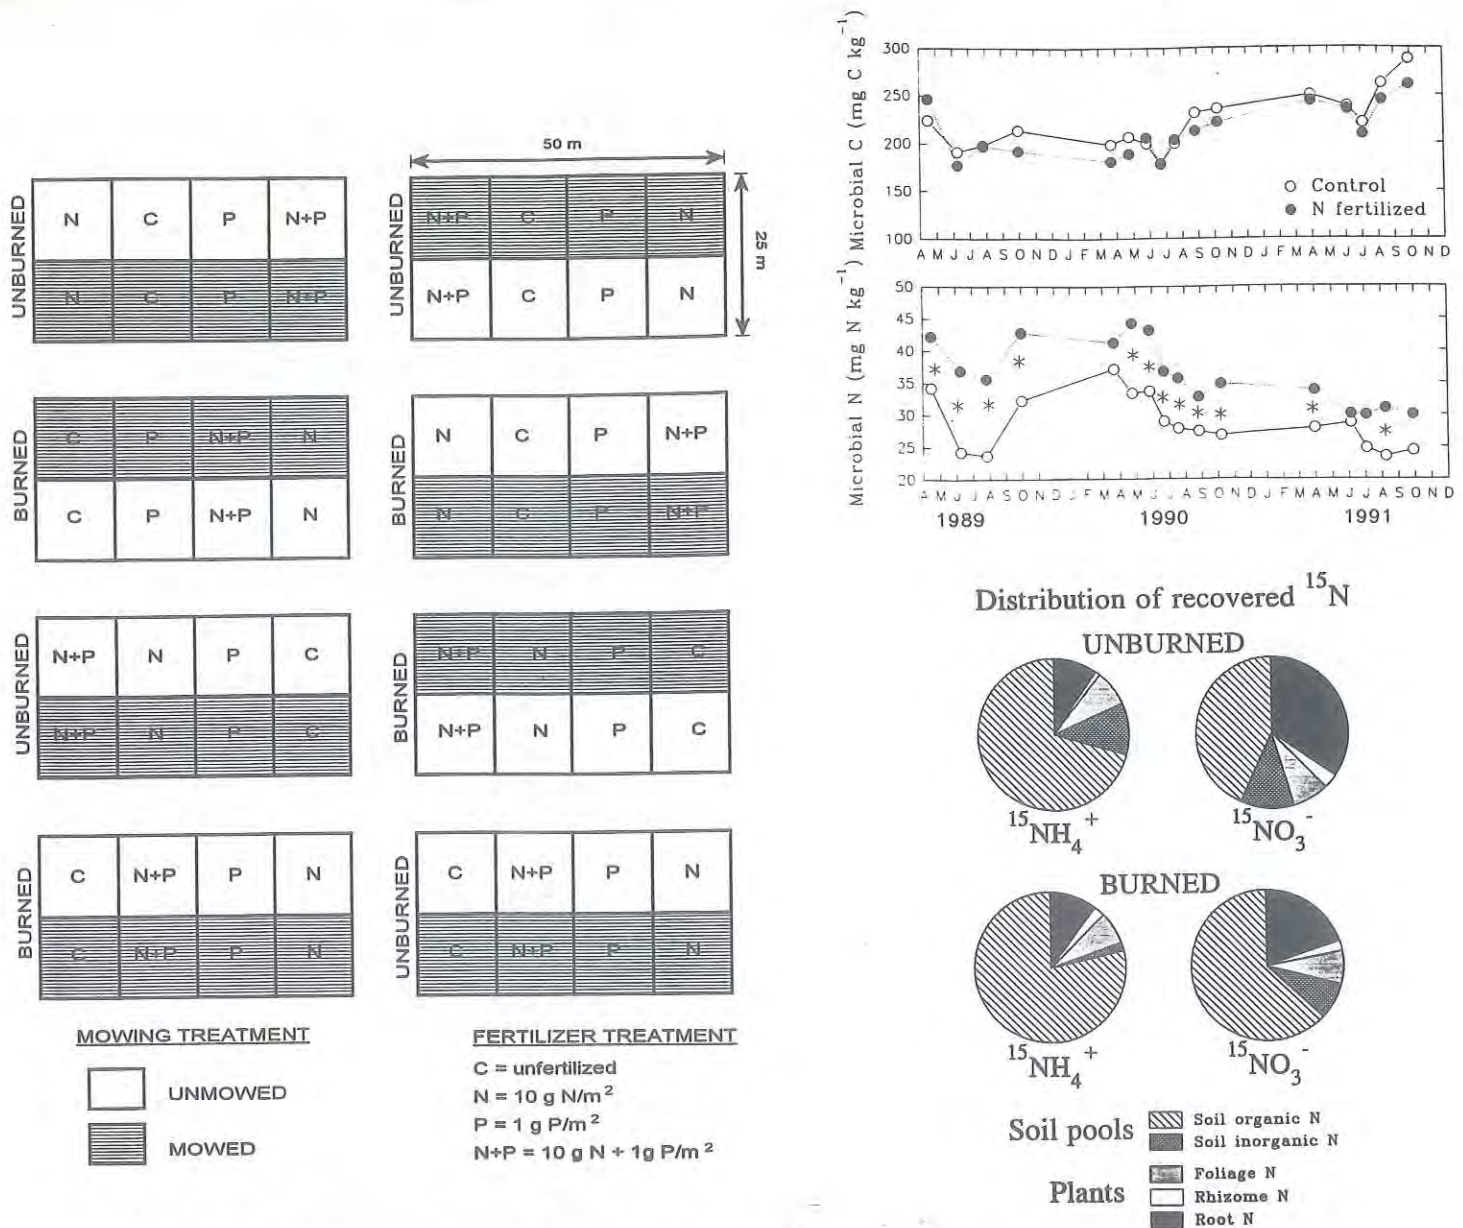 50 m
25 m
UNBURNED
N C P N+P
N C P N+P
UNBURNED
N+P C P N
N+P C P N
BURNED
C P N+P N
C P N+P N
BURNED
N C P N+P
N C P N+P
UNBURNED
N+P N P C
N+P N P C
BURNED
N+P N P C
N+P N P C
BURNED
C N+P P N
C N+P P N
UNBURNED
C N+P P N
C N+P P N
MOWING TREATMENT
UNMOWED
MOWED
FERTILIZER TREATMENT
C = unfertilized
N = 10 g N/m²
P = 1 g P/m²
N+P = 10 g N + 1g P/m²
Microbial C (mg C kg⁻¹)
300
250
200
150
100
Control
N fertilized
A M J J A S O N D J F M A M J J A S O N D J F M A M J J A S O N D
Microbial N (mg N kg⁻¹)
50
45
40
35
30
25
20
* * * * * * * * * * * *
A M J J A S O N D J F M A M J J A S O N D J F M A M J J A S O N D
1989 1990 1991
Distribution of recovered ¹⁵N
UNBURNED
¹⁵NH₄⁺ ¹⁵NO₃⁻
BURNED
¹⁵NH₄⁺ ¹⁵NO₃⁻
Soil pools
Soil organic N
Soil inorganic N
Plants
Foliage N
Rhizome N
Root N